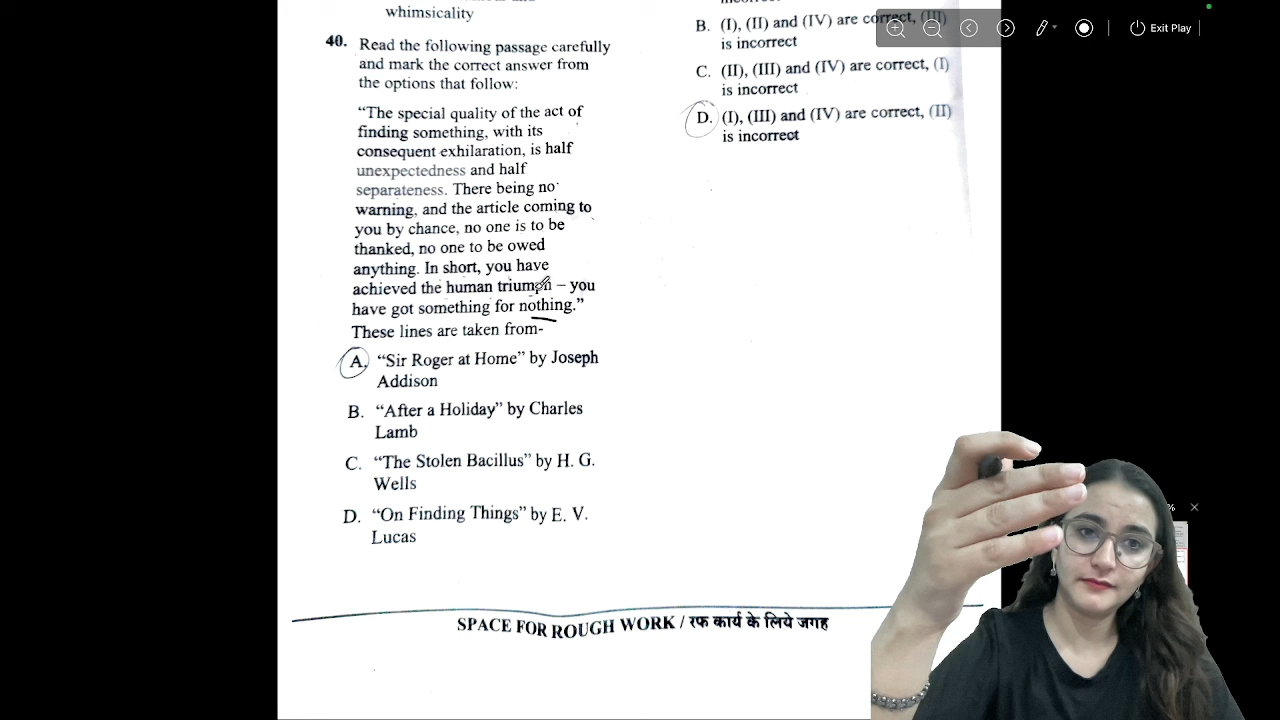 whimsicality
40. Read the following passage carefully
and mark the correct answer from
the options that follow:
“The special quality of the act of
finding something, with its
consequent exhilaration, is half
unexpectedness and half
separateness. There being no
warning, and the article coming to
you by chance, no one is to be
thanked, no one to be owed
anything. In short, you have
achieved the human triumph – you
have got something for nothing.”
These lines are taken from-
A. “Sir Roger at Home” by Joseph
Addison
B. “After a Holiday” by Charles
Lamb
C. “The Stolen Bacillus” by H. G.
Wells
D. “On Finding Things” by E. V.
Lucas
B. (I), (II) and (IV) are correct, (III)
is incorrect
C. (II), (III) and (IV) are correct, (I)
is incorrect
D. (I), (III) and (IV) are correct, (II)
is incorrect
SPACE FOR ROUGH WORK / रफ कार्य के लिये जगह
Exit Play